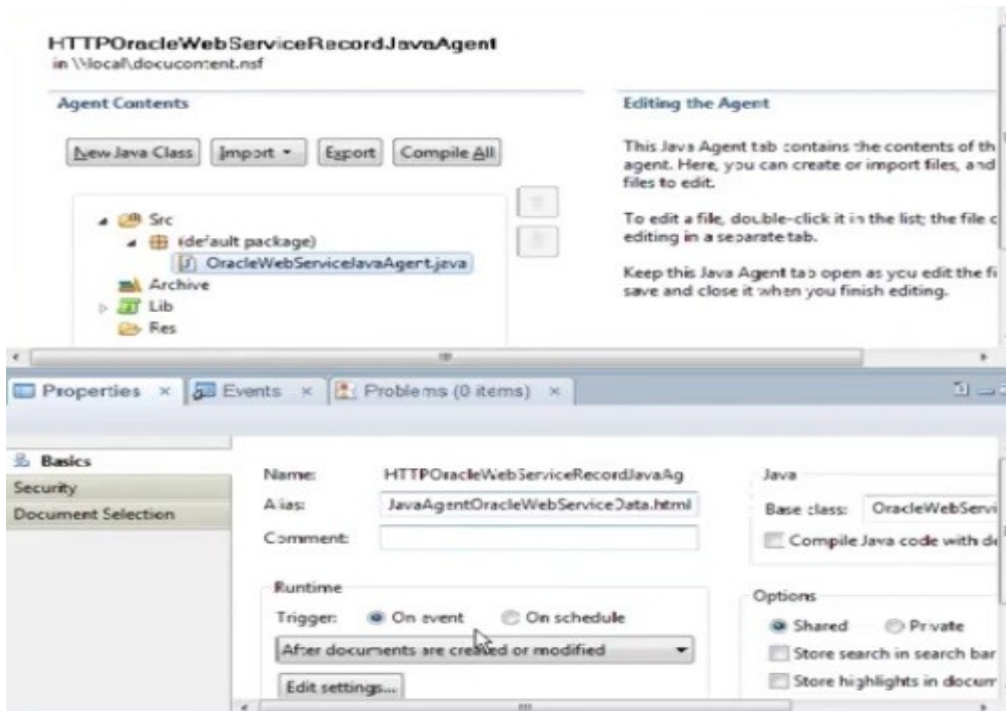 HTTPOracleWebServiceRecordJavaAgent
in \\local\docucontent.nsf
Agent Contents
New Java Class
Import
Export
Compile All
Src
(default package)
OracleWebServiceJavaAgent.java
Archive
Lib
Res
Editing the Agent
This Java Agent tab contains the contents of th
agent. Here, you can create or import files, and
files to edit.
To edit a file, double-click it in the list; the file c
editing in a separate tab.
Keep this Java Agent tab open as you edit the fi
save and close it when you finish editing.
Properties
Events
Problems (0 items)
Basics
Security
Document Selection
Name: HTTPOracleWebServiceRecordJavaAg
Alias: JavaAgentOracleWebServiceData.html
Comment:
Runtime
Trigger: On event On schedule
After documents are created or modified
Edit settings...
Java
Base class: OracleWebServi
Compile Java code with de
Options
Shared Private
Store search in search bar
Store highlights in docum